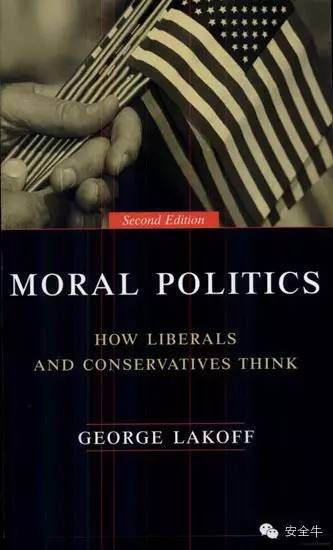 Second Edition
MORAL POLITICS
HOW LIBERALS
AND CONSERVATIVES THINK
GEORGE LAKOFF
安全牛